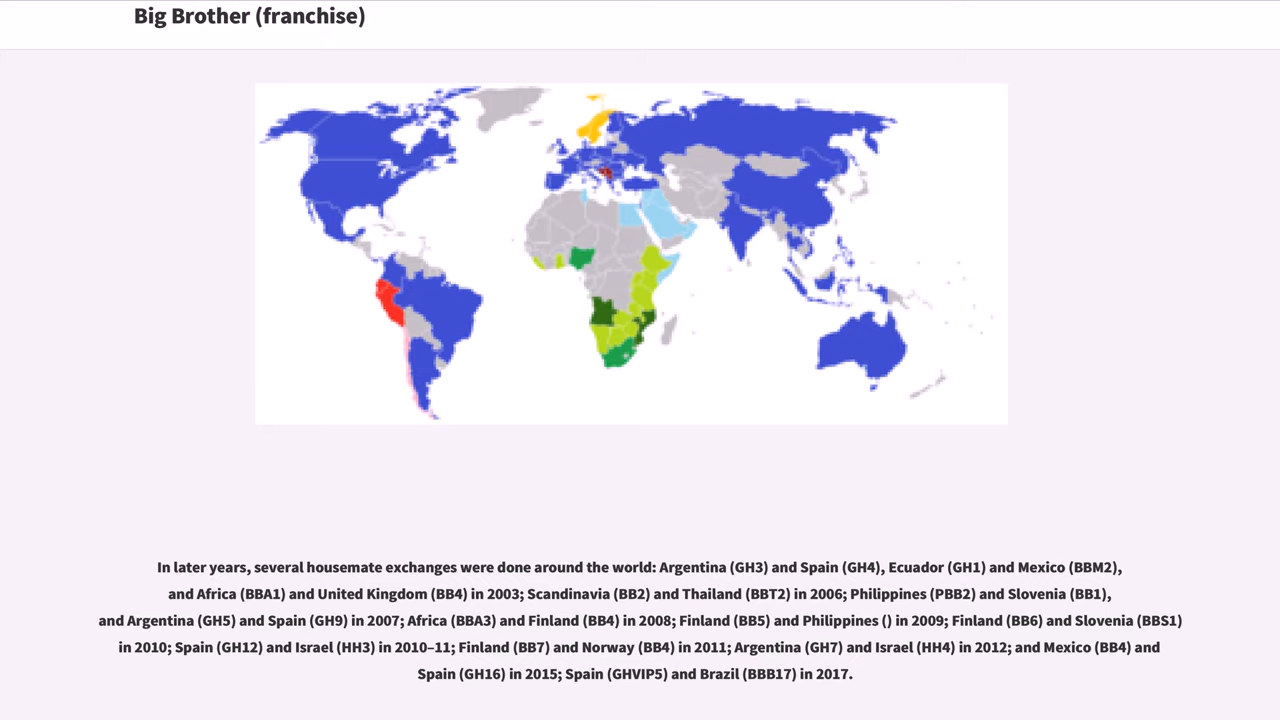 Big Brother (franchise)
In later years, several housemate exchanges were done around the world: Argentina (GH3) and Spain (GH4), Ecuador (GH1) and Mexico (BBM2),
and Africa (BBA1) and United Kingdom (BB4) in 2003; Scandinavia (BB2) and Thailand (BBT2) in 2006; Philippines (PBB2) and Slovenia (BB1),
and Argentina (GH5) and Spain (GH9) in 2007; Africa (BBA3) and Finland (BB4) in 2008; Finland (BB5) and Philippines () in 2009; Finland (BB6) and Slovenia (BBS1)
in 2010; Spain (GH12) and Israel (HH3) in 2010–11; Finland (BB7) and Norway (BB4) in 2011; Argentina (GH7) and Israel (HH4) in 2012; and Mexico (BB4) and
Spain (GH16) in 2015; Spain (GHVIP5) and Brazil (BBB17) in 2017.